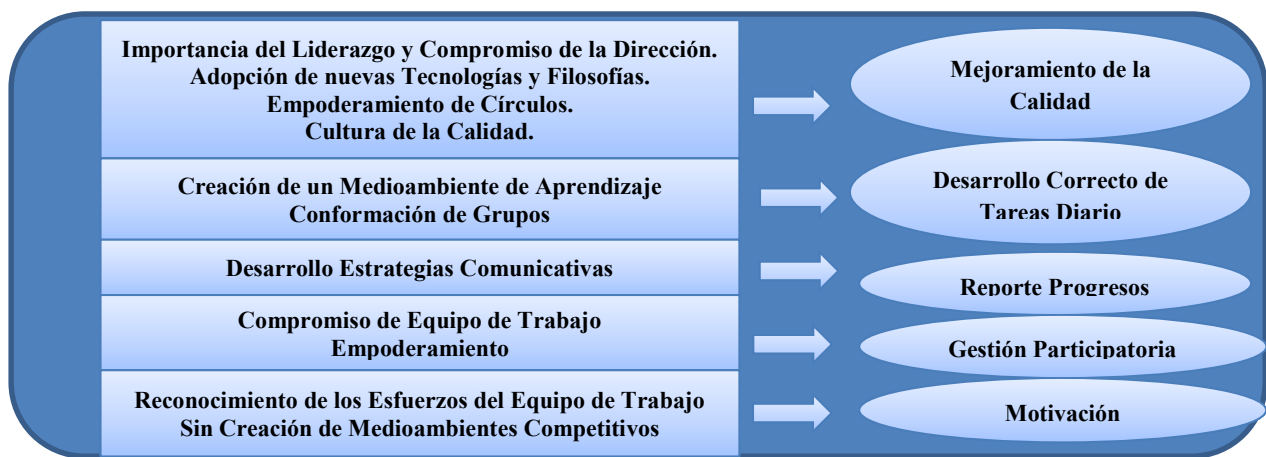 Importancia del Liderazgo y Compromiso de la Dirección.
Adopción de nuevas Tecnologías y Filosofías.
Empoderamiento de Círculos.
Cultura de la Calidad.
Mejoramiento de la
Calidad
Creación de un Medioambiente de Aprendizaje
Conformación de Grupos
Desarrollo Correcto de
Tareas Diario
Desarrollo Estrategias Comunicativas
Reporte Progresos
Compromiso de Equipo de Trabajo
Empoderamiento
Gestión Participatoria
Reconocimiento de los Esfuerzos del Equipo de Trabajo
Sin Creación de Medioambientes Competitivos
Motivación